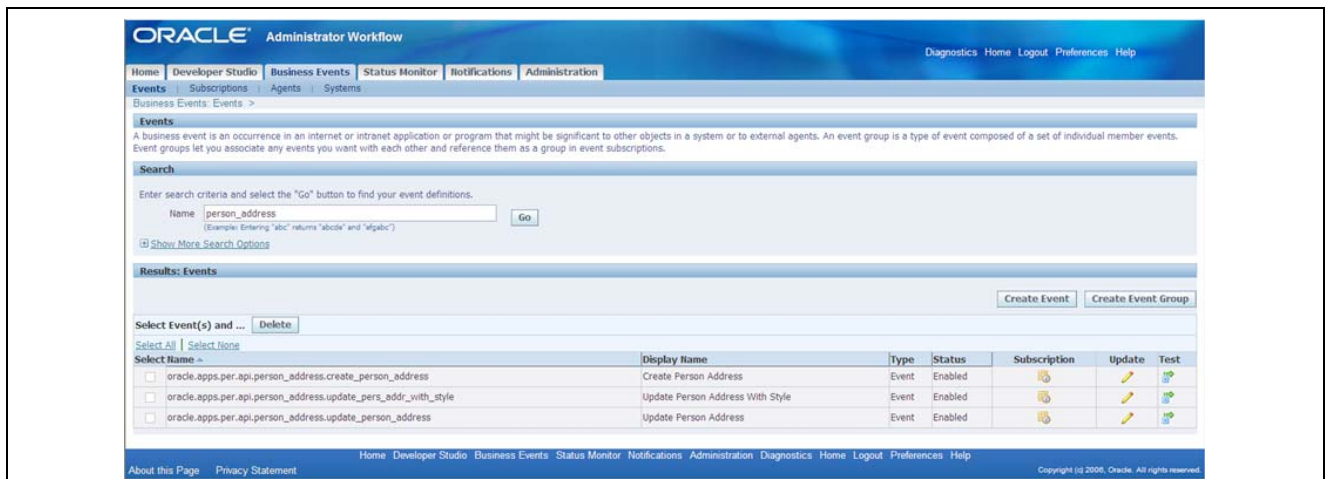 ORACLE® Administrator Workflow
Diagnostics Home Logout Preferences Help
Home Developer Studio Business Events Status Monitor Notifications Administration
Events | Subscriptions | Agents | Systems
Business Events: Events >
Events
A business event is an occurrence in an internet or intranet application or program that might be significant to other objects in a system or to external agents. An event group is a type of event composed of a set of individual member events.
Event groups let you associate any events you want with each other and reference them as a group in event subscriptions.
Search
Enter search criteria and select the "Go" button to find your event definitions.
Name person_address Go
(Example: Entering "abc" returns "abcde" and "efgabc")
Show More Search Options
Results: Events
Create Event Create Event Group
Select Event(s) and ... Delete
Select All | Select None
Select Name Display Name Type Status Subscription Update Test
oracle.apps.per.api.person_address.create_person_address Create Person Address Event Enabled
oracle.apps.per.api.person_address.update_pers_addr_with_style Update Person Address With Style Event Enabled
oracle.apps.per.api.person_address.update_person_address Update Person Address Event Enabled
Home Developer Studio Business Events Status Monitor Notifications Administration Diagnostics Home Logout Preferences Help
About this Page Privacy Statement Copyright (c) 2006, Oracle. All rights reserved.